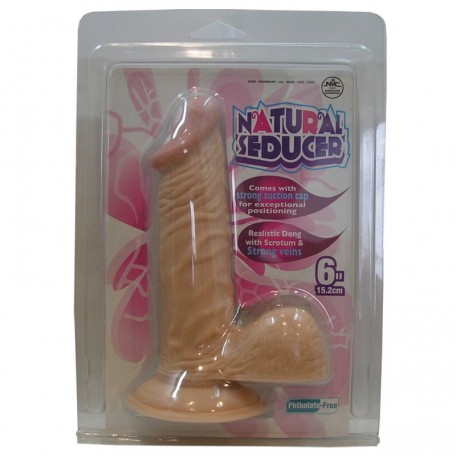 NMC
NATURAL
SEDUCER
Comes with
strong suction cap
for exceptional
positioning
Realistic Dong
with Scrotum &
Strong veins
6"
15.2cm
Phthalate-Free